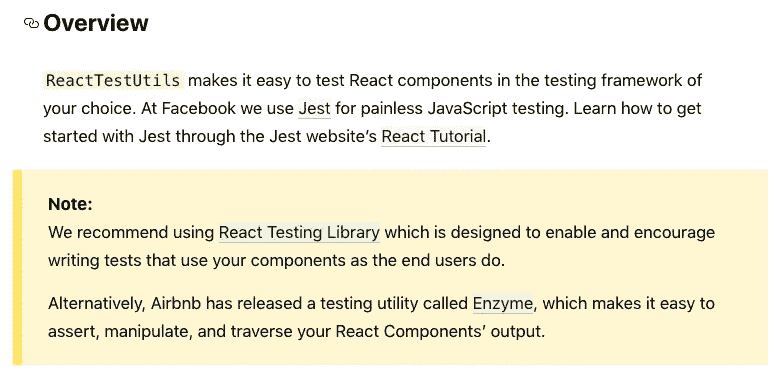 Overview
ReactTestUtils makes it easy to test React components in the testing framework of
your choice. At Facebook we use Jest for painless JavaScript testing. Learn how to get
started with Jest through the Jest website’s React Tutorial.
Note:
We recommend using React Testing Library which is designed to enable and encourage
writing tests that use your components as the end users do.
Alternatively, Airbnb has released a testing utility called Enzyme, which makes it easy to
assert, manipulate, and traverse your React Components’ output.